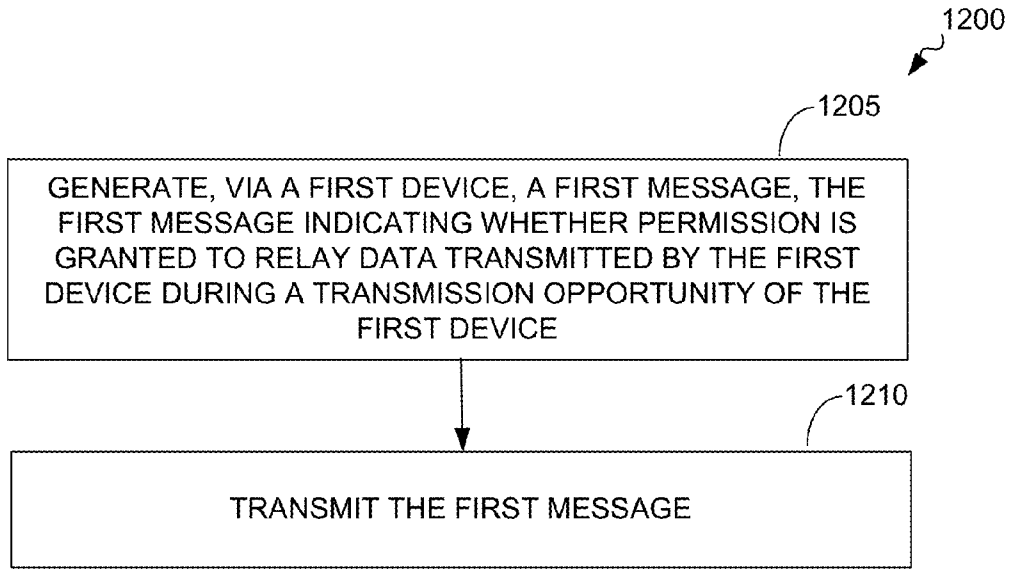 1200
1205
GENERATE, VIA A FIRST DEVICE, A FIRST MESSAGE, THE
FIRST MESSAGE INDICATING WHETHER PERMISSION IS
GRANTED TO RELAY DATA TRANSMITTED BY THE FIRST
DEVICE DURING A TRANSMISSION OPPORTUNITY OF THE
FIRST DEVICE
1210
TRANSMIT THE FIRST MESSAGE